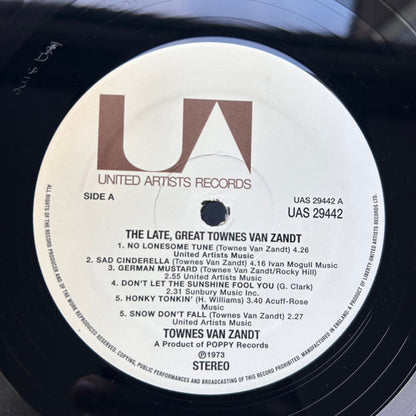 UA
UNITED ARTISTS RECORDS
SIDE A
UAS 29442 A
UAS 29442
THE LATE, GREAT TOWNES VAN ZANDT
1. NO LONESOME TUNE (Townes Van Zandt) 4.26
United Artists Music
2. SAD CINDERELLA (Townes Van Zandt) 4.16 Ivan Mogull Music
3. GERMAN MUSTARD (Townes Van Zandt/Rocky Hill)
2.55 United Artists Music
4. DON'T LET THE SUNSHINE FOOL YOU (G. Clark)
2.31 Sunbury Music Inc.
5. HONKY TONKIN' (H. Williams) 3.40 Acuff-Rose
Music
5. SNOW DON'T FALL (Townes Van Zandt) 2.27
United Artists Music
TOWNES VAN ZANDT
A Product of POPPY Records
℗1973
STEREO
ALL RIGHTS OF THE RECORD PRODUCER AND OF THE OWNER OF THE WORK REPRODUCED RESERVED. COPYING, PUBLIC PERFORMANCES AND BROADCASTING OF THIS RECORD PROHIBITED. MANUFACTURED IN ENGLAND. A PRODUCT OF LIBERTY-UNITED ARTISTS RECORDS LTD.